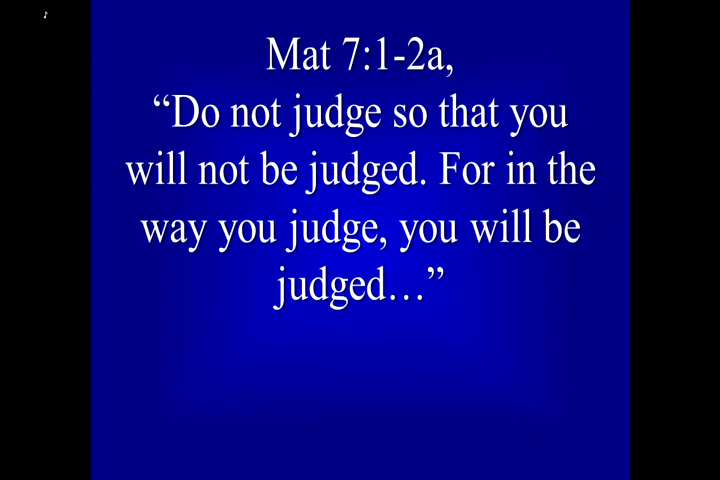 Mat 7:1-2a,
“Do not judge so that you
will not be judged. For in the
way you judge, you will be
judged…”